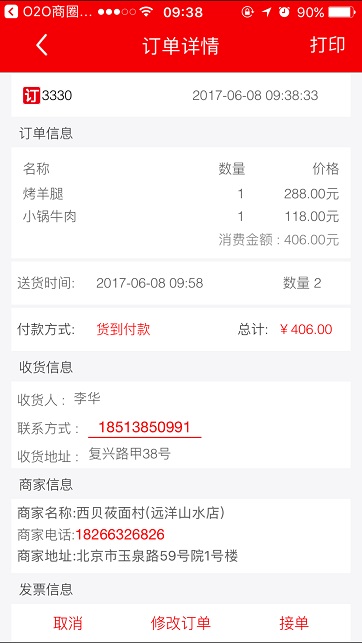 O2O商圈... 09:38 90%
订单详情 打印
订 3330 2017-06-08 09:38:33
订单信息
名称 数量 价格
烤羊腿 1 288.00元
小锅牛肉 1 118.00元
消费金额 : 406.00元
送货时间: 2017-06-08 09:58 数量 2
付款方式: 货到付款 总计: ¥406.00
收货信息
收货人 : 李华
联系方式 : 18513850991
收货地址 : 复兴路甲38号
商家信息
商家名称:西贝莜面村(远洋山水店)
商家电话:18266326826
商家地址:北京市玉泉路59号院1号楼
发票信息
取消 修改订单 接单